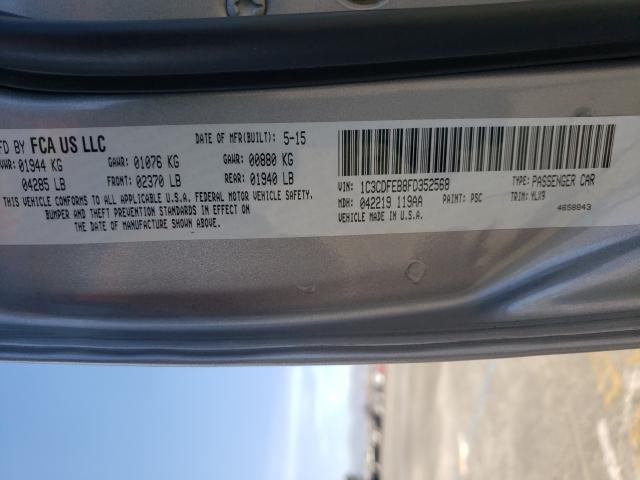 FD BY FCA US LLC DATE OF MFR(BUILT): 5-15
VWR: 01944 KG GAWR: 01076 KG GAWR: 00880 KG
04285 LB FRONT: 02370 LB REAR: 01940 LB
THIS VEHICLE CONFORMS TO ALL APPLICABLE U.S.A. FEDERAL MOTOR VEHICLE SAFETY,
BUMPER AND THEFT PREVENTION STANDARDS IN EFFECT ON
THE DATE OF MANUFACTURE SHOWN ABOVE.
VIN: 1C3CDFEB8FD352568 TYPE: PASSENGER CAR
MDH: 042219 119AA PAINT: PSC TRIM: MLX9
VEHICLE MADE IN U.S.A. 4658843